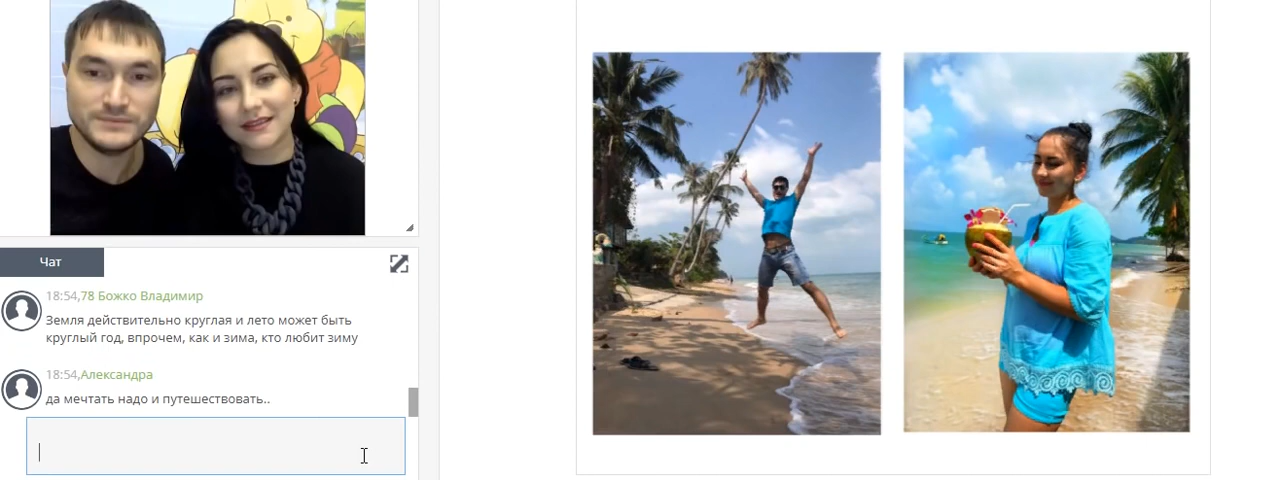 Чат
18:54,78 Божко Владимир
Земля действительно круглая и лето может быть
круглый год, впрочем, как и зима, кто любит зиму
18:54,Александра
да мечтать надо и путешествовать..